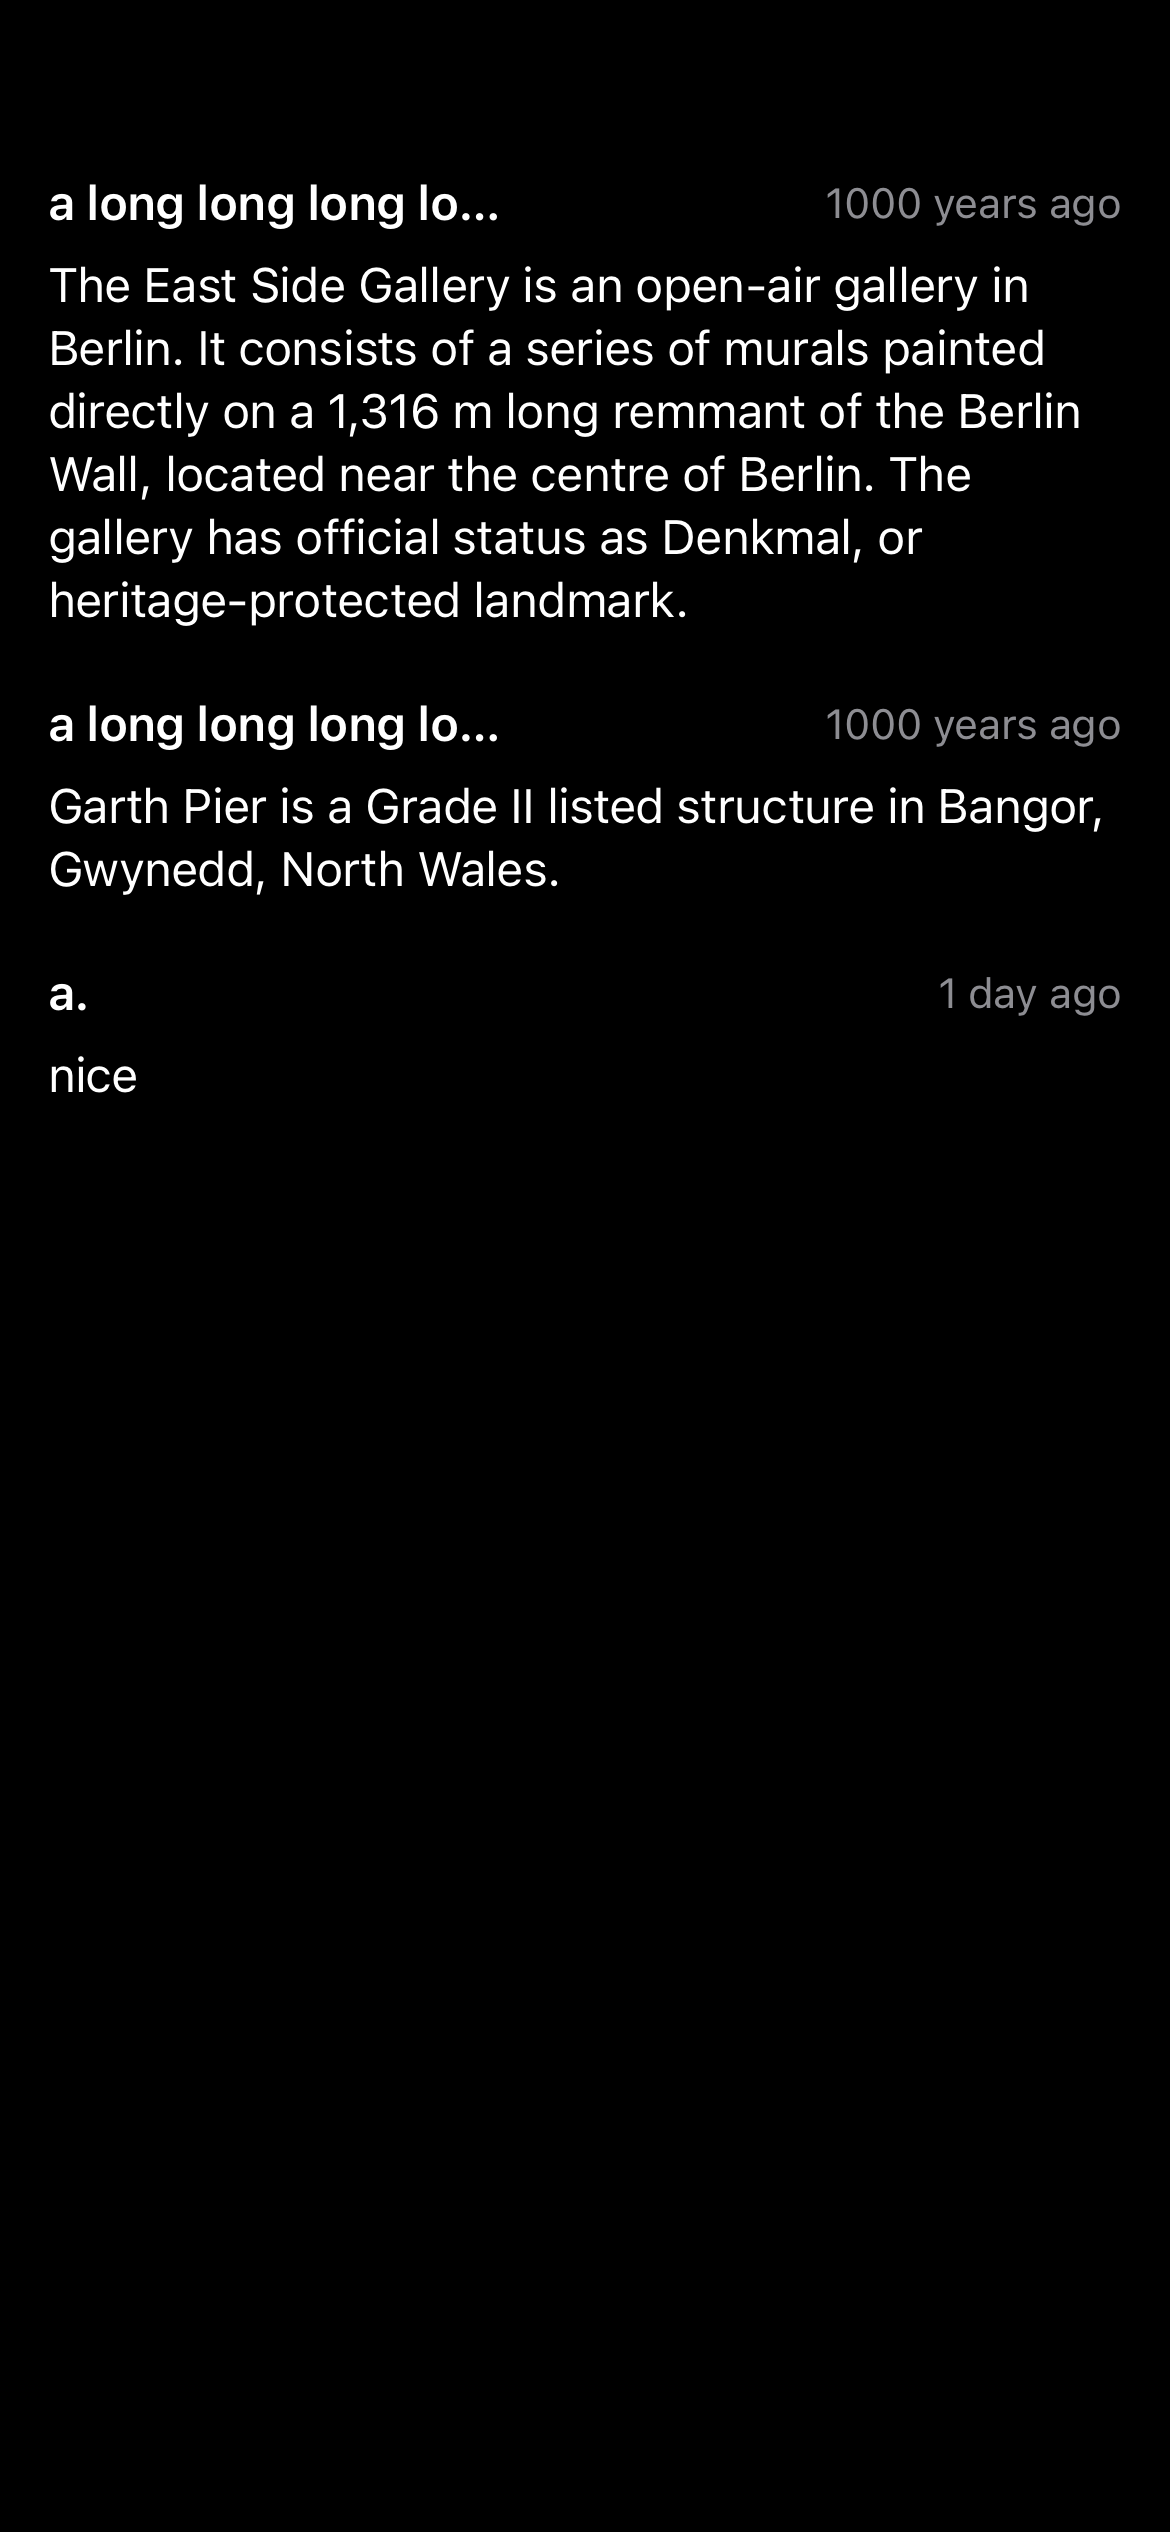 a long long long lo...
1000 years ago
The East Side Gallery is an open-air gallery in
Berlin. It consists of a series of murals painted
directly on a 1,316 m long remmant of the Berlin
Wall, located near the centre of Berlin. The
gallery has official status as Denkmal, or
heritage-protected landmark.
a long long long lo...
1000 years ago
Garth Pier is a Grade II listed structure in Bangor,
Gwynedd, North Wales.
a.
1 day ago
nice